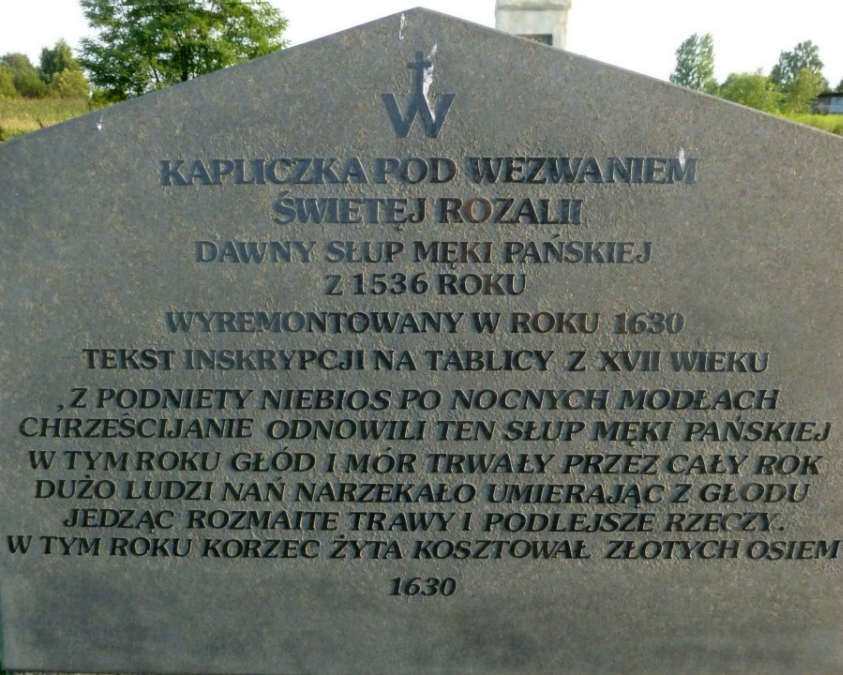 W
KAPLICZKA POD WEZWANIEM
ŚWIETĘJ ROZALII
DAWNY SŁUP MĘKI PAŃSKIEJ
Z 1536 ROKU
WYREMONTOWANY W ROKU 1630
TEKST INSKRYPCJI NA TABLICY Z XVII WIEKU
,Z PODNIETY NIEBIOS PO NOCNYCH MODŁACH
CHRZEŚCIJANIE ODNOWILI TEN SŁUP MĘKI PAŃSKIEJ
W TYM ROKU GŁÓD I MÓR TRWAŁY PRZEZ CAŁY ROK
DUŻO LUDZI NAŃ NARZEKAŁO UMIERAJĄC Z GŁODU
JEDZĄC ROZMAITE TRAWY I PODLEJSZE RZECZY.
W TYM ROKU KORZEC ŻYTA KOSZTOWAŁ ZŁOTYCH OSIEM
1630